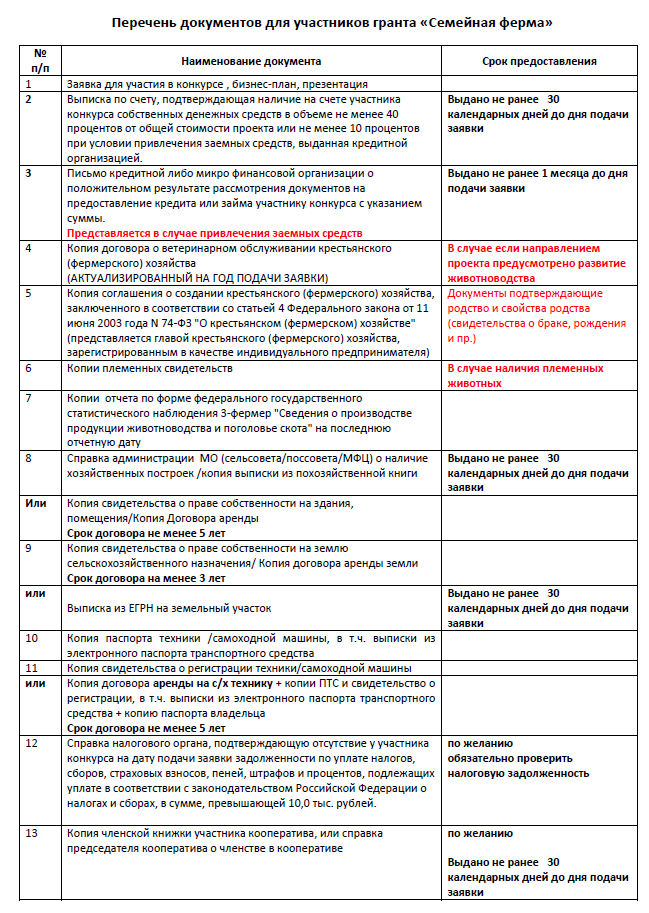 Перечень документов для участников гранта «Семейная ферма»
№
п/п
Наименование документа
Срок предоставления
1
Заявка для участия в конкурсе , бизнес-план, презентация
2
Выписка по счету, подтверждающая наличие на счете участника
конкурса собственных денежных средств в объеме не менее 40
процентов от общей стоимости проекта или не менее 10 процентов
при условии привлечения заемных средств, выданная кредитной
организацией.
Выдано не ранее 30
календарных дней до дня подачи
заявки
3
Письмо кредитной либо микро финансовой организации о
положительном результате рассмотрения документов на
предоставление кредита или займа участнику конкурса с указанием
суммы.
Представляется в случае привлечения заемных средств
Выдано не ранее 1 месяца до дня
подачи заявки
4
Копия договора о ветеринарном обслуживании крестьянского
(фермерского) хозяйства
(АКТУАЛИЗИРОВАННЫЙ НА ГОД ПОДАЧИ ЗАЯВКИ)
В случае если направлением
проекта предусмотрено развитие
животноводства
5
Копия соглашения о создании крестьянского (фермерского) хозяйства,
заключенного в соответствии со статьей 4 Федерального закона от 11
июня 2003 года N 74-ФЗ "О крестьянском (фермерском) хозяйстве"
(представляется главой крестьянского (фермерского) хозяйства,
зарегистрированным в качестве индивидуального предпринимателя)
Документы подтверждающие
родство и свойства родства
(свидетельства о браке, рождения
и пр.)
6
Копии племенных свидетельств
В случае наличия племенных
животных
7
Копии отчета по форме федерального государственного
статистического наблюдения 3-фермер "Сведения о производстве
продукции животноводства и поголовье скота" на последнюю
отчетную дату
8
Справка администрации МО (сельсовета/поссовета/МФЦ) о наличие
хозяйственных построек /копия выписки из похозяйственной книги
Выдано не ранее 30
календарных дней до дня подачи
заявки
Или
Копия свидетельства о праве собственности на здания,
помещения/Копия Договора аренды
Срок договора не менее 5 лет
9
Копия свидетельства о праве собственности на землю
сельскохозяйственного назначения/ Копия договора аренды земли
Срок договора на менее 3 лет
или
Выписка из ЕГРН на земельный участок
Выдано не ранее 30
календарных дней до дня подачи
заявки
10
Копия паспорта техники /самоходной машины, в т.ч. выписки из
электронного паспорта транспортного средства
11
Копия свидетельства о регистрации техники/самоходной машины
или
Копия договора аренды на с/х технику + копии ПТС и свидетельство о
регистрации, в т.ч. выписки из электронного паспорта транспортного
средства + копию паспорта владельца
Срок договора не менее 5 лет
12
Справка налогового органа, подтверждающую отсутствие у участника
конкурса на дату подачи заявки задолженности по уплате налогов,
сборов, страховых взносов, пеней, штрафов и процентов, подлежащих
уплате в соответствии с законодательством Российской Федерации о
налогах и сборах, в сумме, превышающей 10,0 тыс. рублей.
по желанию
обязательно проверить
налоговую задолженность
13
Копия членской книжки участника кооператива, или справка
председателя кооператива о членстве в кооперативе
по желанию
Выдано не ранее 30
календарных дней до дня подачи
заявки